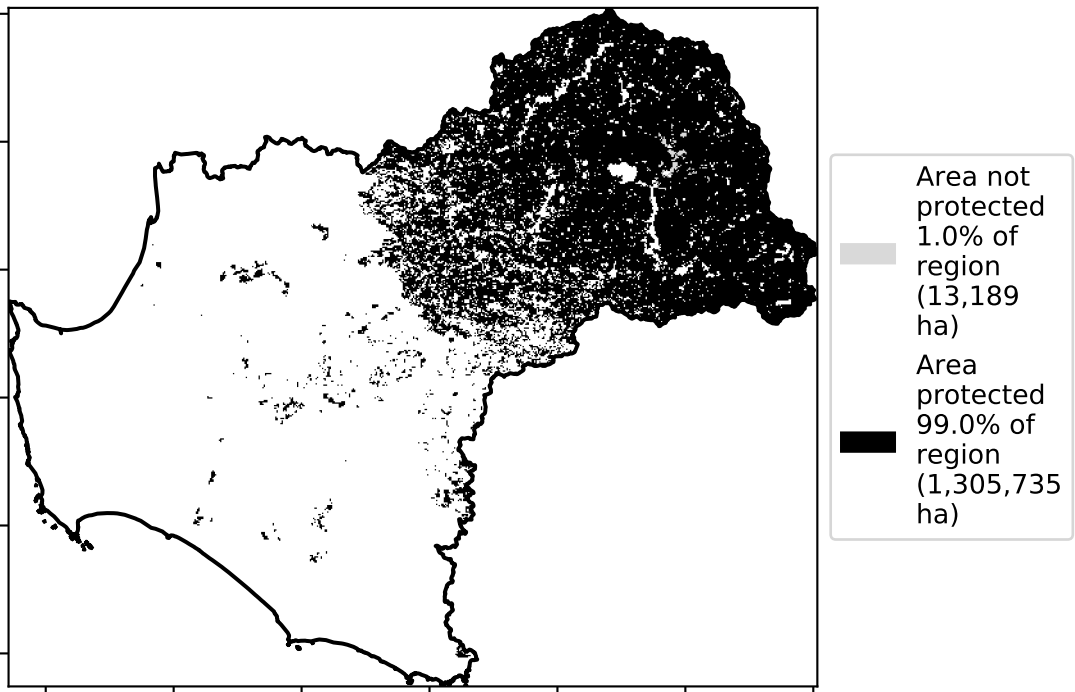 Area not
protected
1.0% of
region
(13,189
ha)
Area
protected
99.0% of
region
(1,305,735
ha)